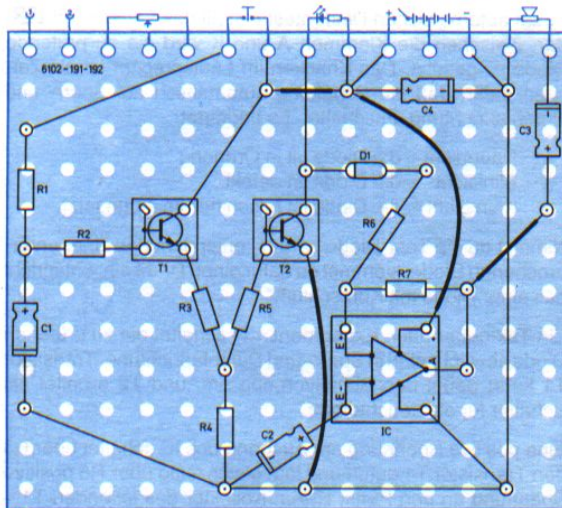 6102-191-192
C4
C3
R1
D1
R6
R2
T1
T2
R7
R3
R5
C1
E+
+
A
E-
-
R4
C2
IC